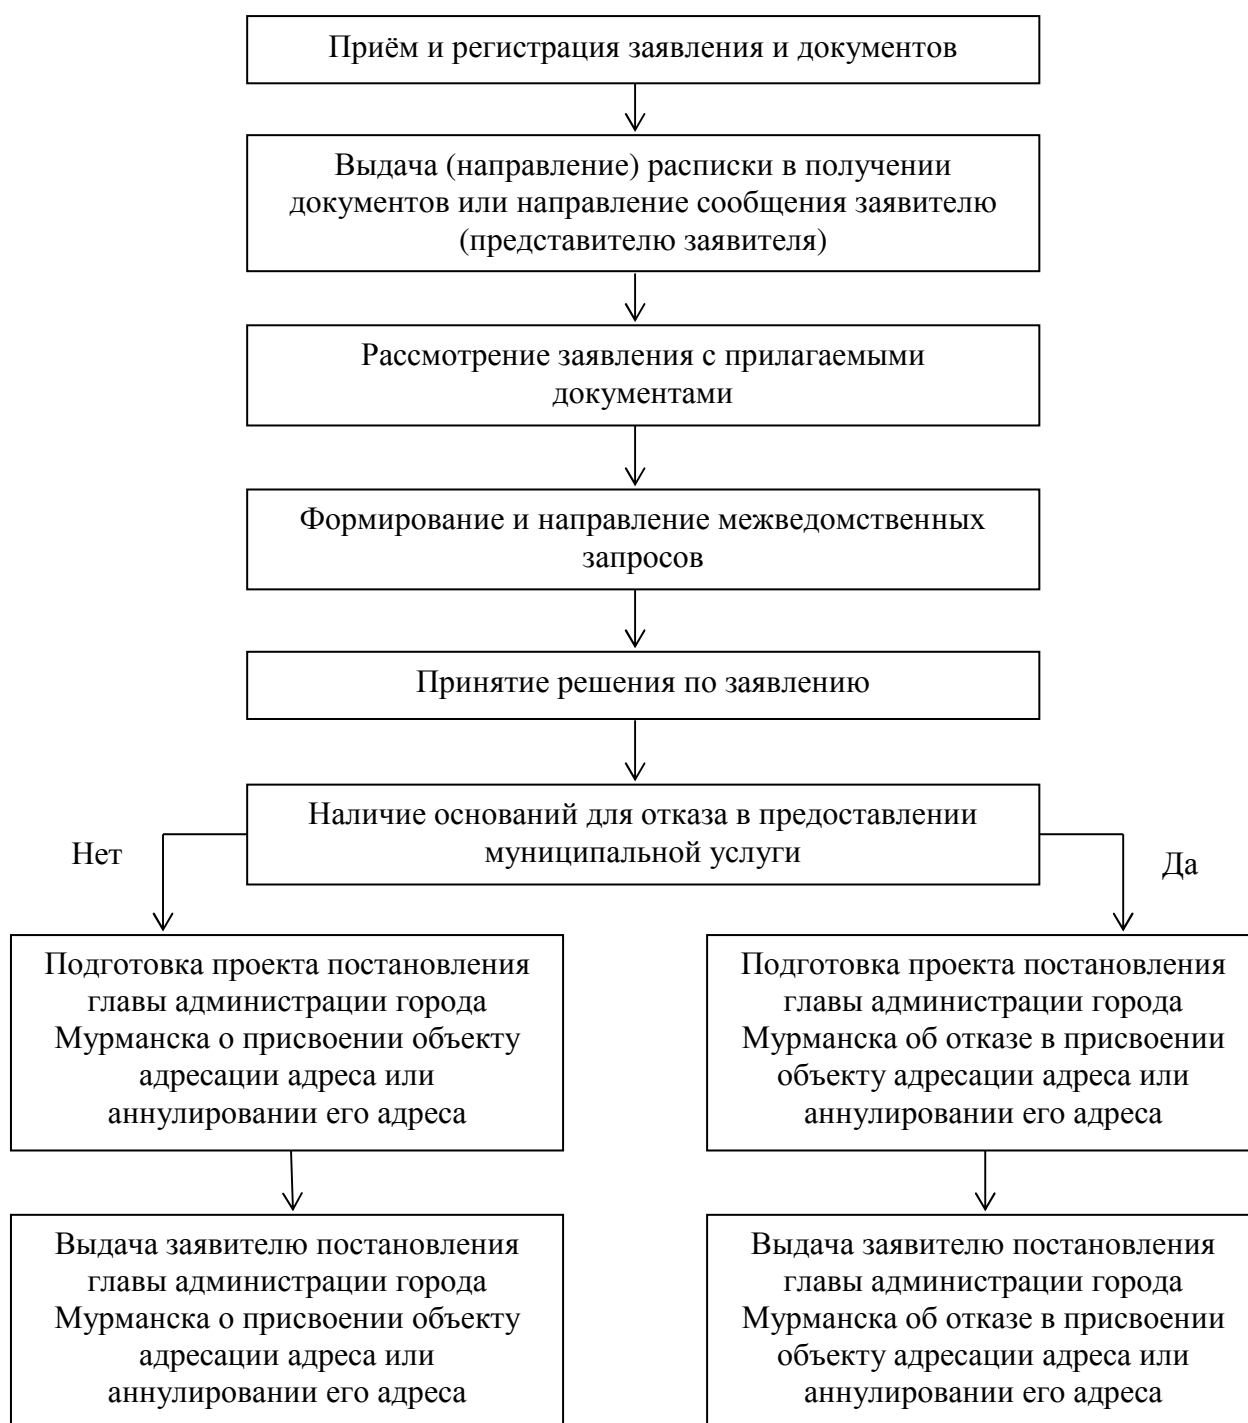 Приём и регистрация заявления и документов
Выдача (направление) расписки в получении
документов или направление сообщения заявителю
(представителю заявителя)
Рассмотрение заявления с прилагаемыми
документами
Формирование и направление межведомственных
запросов
Принятие решения по заявлению
Наличие оснований для отказа в предоставлении
муниципальной услуги
Нет
Да
Подготовка проекта постановления
главы администрации города
Мурманска о присвоении объекту
адресации адреса или
аннулировании его адреса
Подготовка проекта постановления
главы администрации города
Мурманска об отказе в присвоении
объекту адресации адреса или
аннулировании его адреса
Выдача заявителю постановления
главы администрации города
Мурманска о присвоении объекту
адресации адреса или
аннулировании его адреса
Выдача заявителю постановления
главы администрации города
Мурманска об отказе в присвоении
объекту адресации адреса или
аннулировании его адреса